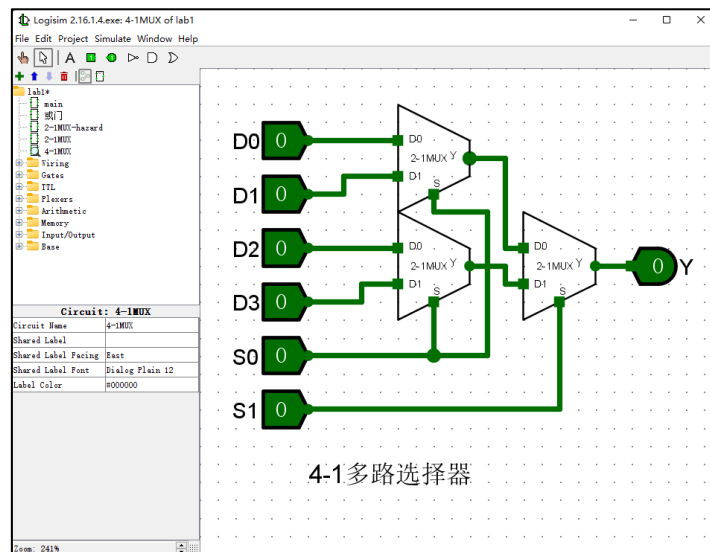 Logisim 2.16.1.4.exe: 4-1MUX of lab1
File Edit Project Simulate Window Help
A
lab1*
main
或门
2-1MUX-hazard
2-1MUX
4-1MUX
Wiring
Gates
TTL
Plexers
Arithmetic
Memory
Input/Output
Base
Circuit: 4-1MUX
Circuit Name 4-1MUX
Shared Label
Shared Label Facing East
Shared Label Font Dialog Plain 12
Label Color #000000
Zoom: 241%
D0 0
D1 0
D2 0
D3 0
S0 0
S1 0
D0
2-1MUX Y
D1
S
D0
2-1MUX Y
D1
S
D0
2-1MUX Y
D1
S
0 Y
4-1多路选择器